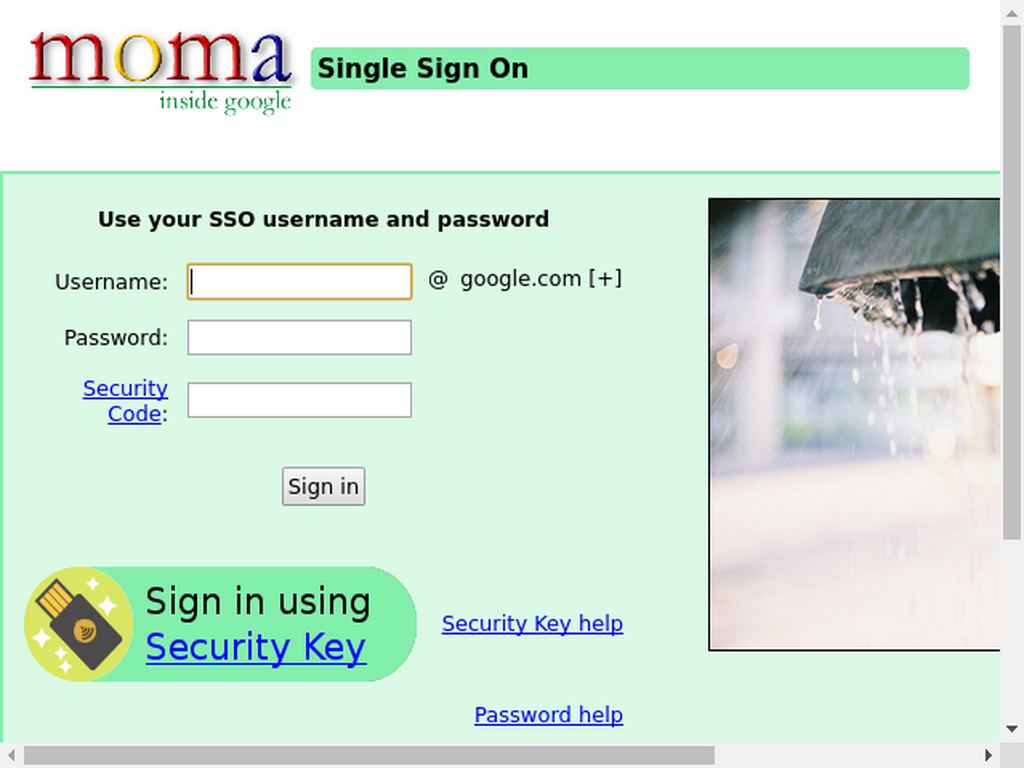 moma
inside google
Single Sign On
Use your SSO username and password
Username:
@ google.com [+]
Password:
Security
Code:
Sign in
Sign in using
Security Key
Security Key help
Password help